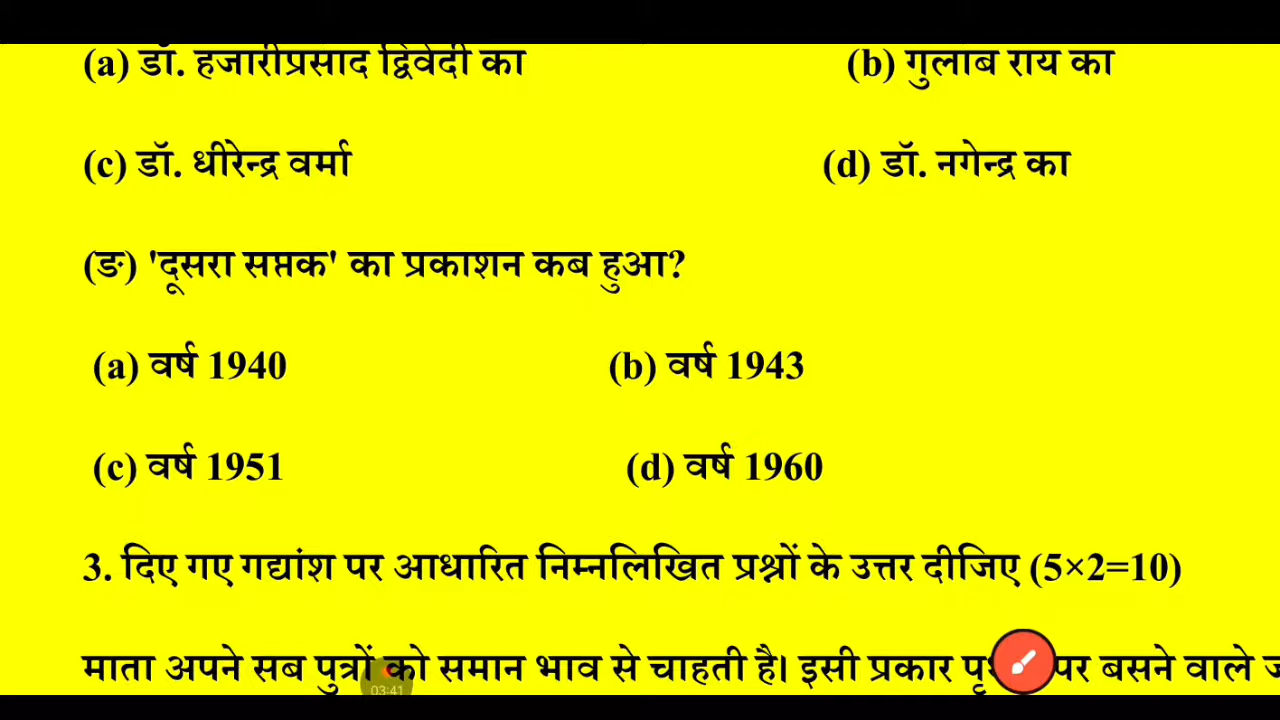 (a) डॉ. हजारीप्रसाद द्विवेदी का (b) गुलाब राय का
(c) डॉ. धीरेन्द्र वर्मा (d) डॉ. नगेन्द्र का
(ङ) 'दूसरा सप्तक' का प्रकाशन कब हुआ?
(a) वर्ष 1940 (b) वर्ष 1943
(c) वर्ष 1951 (d) वर्ष 1960
3. दिए गए गद्यांश पर आधारित निम्नलिखित प्रश्नों के उत्तर दीजिए (5×2=10)
माता अपने सब पुत्रों को समान भाव से चाहती है। इसी प्रकार पर बसने वाले
03:41